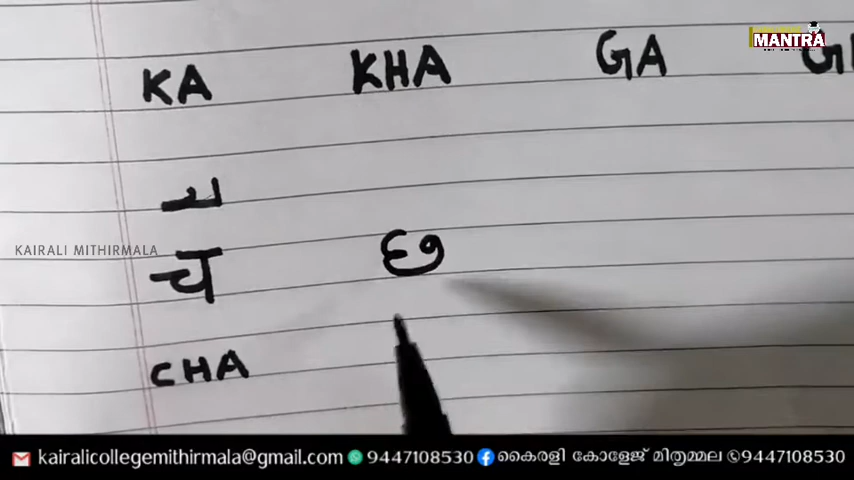 MANTRA
KA KHA GA
ച
KAIRALI MITHIRMALA
च ഛ
CHA
kairalicollegemithirmala@gmail.com 9447108530 കൈരളി കോളേജ് മിതൃമ്മല 9447108530